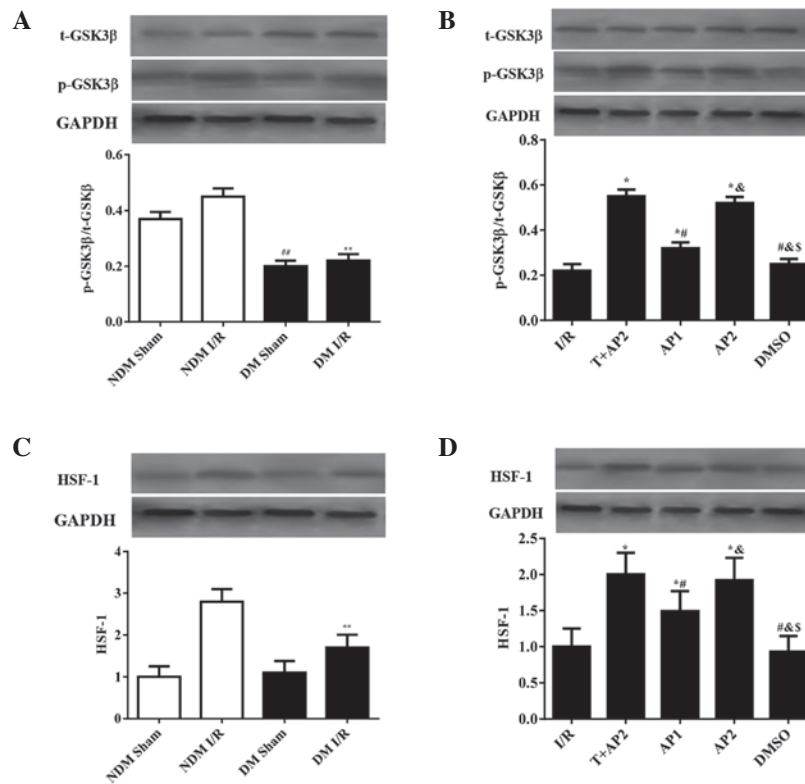 A
t-GSK3β
p-GSK3β
GAPDH
p-GSK3β/t-GSKβ
0.6
0.4
0.2
0.0
##
**
NDM Sham
NDM I/R
DM Sham
DM I/R
B
t-GSK3β
p-GSK3β
GAPDH
p-GSK3β/t-GSKβ
0.8
0.6
0.4
0.2
0.0
*
*#
*&
#&$
I/R
T+AP2
AP1
AP2
DMSO
C
HSF-1
GAPDH
HSF-1
4
3
2
1
0
**
NDM Sham
NDM I/R
DM Sham
DM I/R
D
HSF-1
GAPDH
HSF-1
2.5
2.0
1.5
1.0
0.5
0.0
*
*#
*&
#&$
I/R
T+AP2
AP1
AP2
DMSO